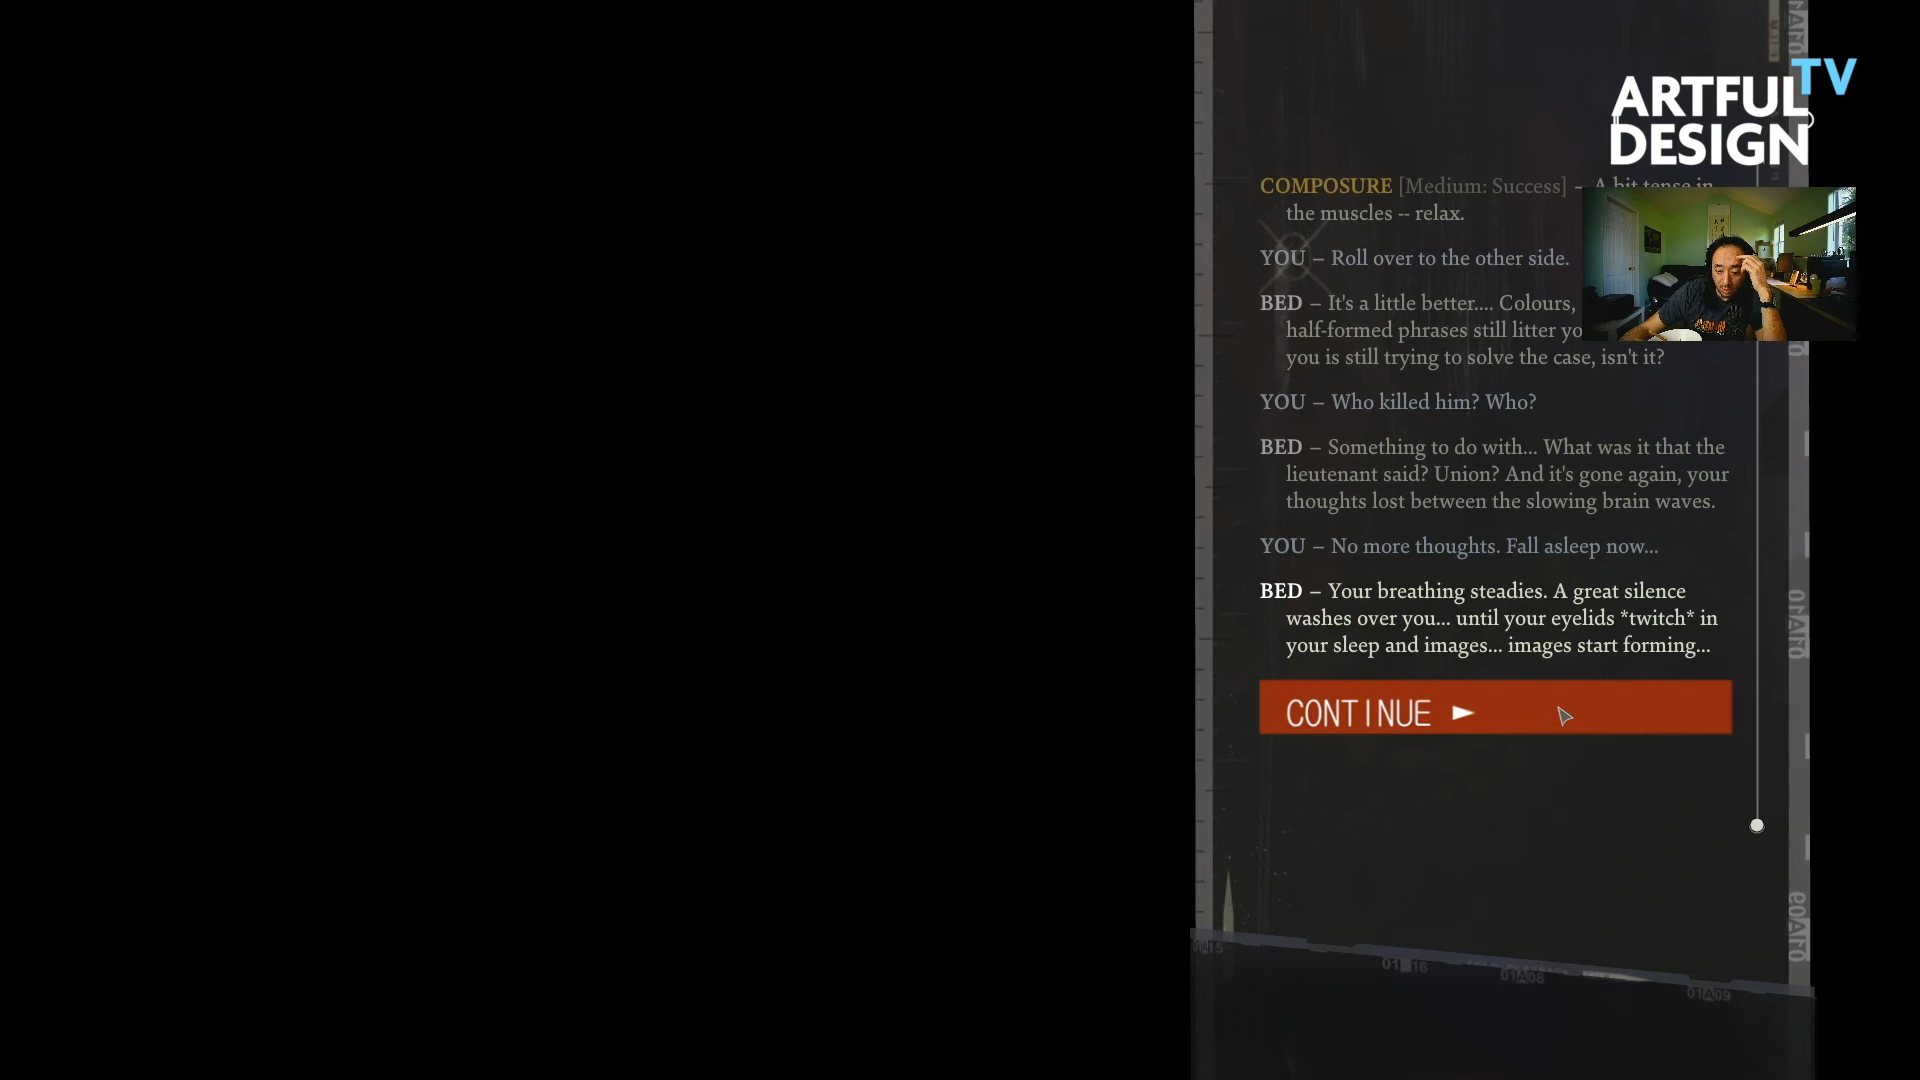 TV
ARTFUL
DESIGN
COMPOSURE [Medium: Success] – A bit tense in
the muscles -- relax.
YOU – Roll over to the other side.
BED – It's a little better.... Colours,
half-formed phrases still litter
you is still trying to solve the case, isn't it?
YOU – Who killed him? Who?
BED – Something to do with... What was it that the
lieutenant said? Union? And it's gone again, your
thoughts lost between the slowing brain waves.
YOU – No more thoughts. Fall asleep now...
BED – Your breathing steadies. A great silence
washes over you... until your eyelids *twitch* in
your sleep and images... images start forming...
CONTINUE
01A08
01A09